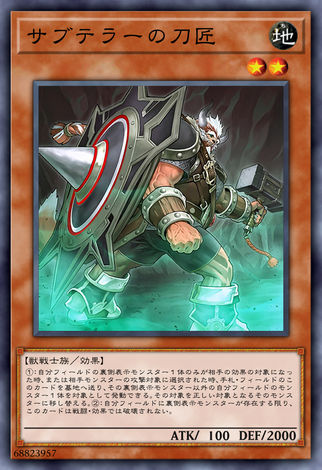 サブテラーの刀匠
地
【獣戦士族／効果】
①：自分フィールドの裏側表示モンスター１体のみが相手の効果の対象になっ
た時、または相手モンスターの攻撃対象に選択された時、手札・フィールドのこ
のカードを墓地へ送り、その裏側表示モンスター以外の自分フィールドのモンス
ター１体を対象として発動できる。その対象を正しい対象となるそのモンス
ターに移し替える。②：自分フィールドに裏側表示モンスターが存在する限り、
このカードは戦闘・効果では破壊されない。
ATK/ 100 DEF/2000
68823957